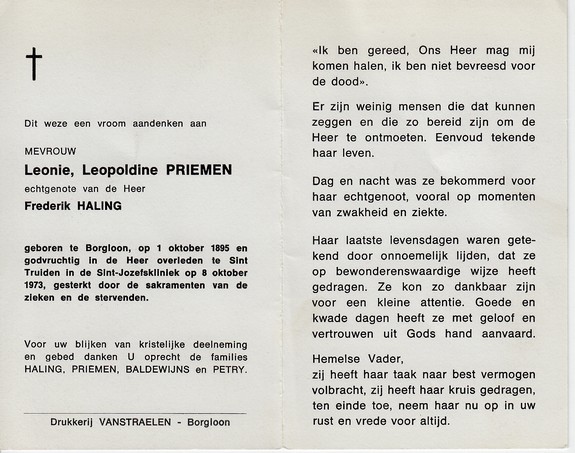 Dit weze een vroom aandenken aan
MEVROUW
Leonie, Leopoldine PRIEMEN
echtgenote van de Heer
Frederik HALING
geboren te Borgloon, op 1 oktober 1895 en
godvruchtig in de Heer overleden te Sint
Truiden in de Sint-Jozefskliniek op 8 oktober
1973, gesterkt door de sakramenten van de
zieken en de stervenden.
Voor uw blijken van kristelijke deelneming
en gebed danken U oprecht de families
HALING, PRIEMEN, BALDEWIJNS en PETRY.
Drukkerij VANSTRAELEN - Borgloon
«Ik ben gereed, Ons Heer mag mij
komen halen, ik ben niet bevreesd voor
de dood».
Er zijn weinig mensen die dat kunnen
zeggen en die zo bereid zijn om de
Heer te ontmoeten. Eenvoud tekende
haar leven.
Dag en nacht was ze bekommerd voor
haar echtgenoot, vooral op momenten
van zwakheid en ziekte.
Haar laatste levensdagen waren gete-
kend door onnoemelijk lijden, dat ze
op bewonderenswaardige wijze heeft
gedragen. Ze kon zo dankbaar zijn
voor een kleine attentie. Goede en
kwade dagen heeft ze met geloof en
vertrouwen uit Gods hand aanvaard.
Hemelse Vader,
zij heeft haar taak naar best vermogen
volbracht, zij heeft haar kruis gedragen,
ten einde toe, neem haar nu op in uw
rust en vrede voor altijd.